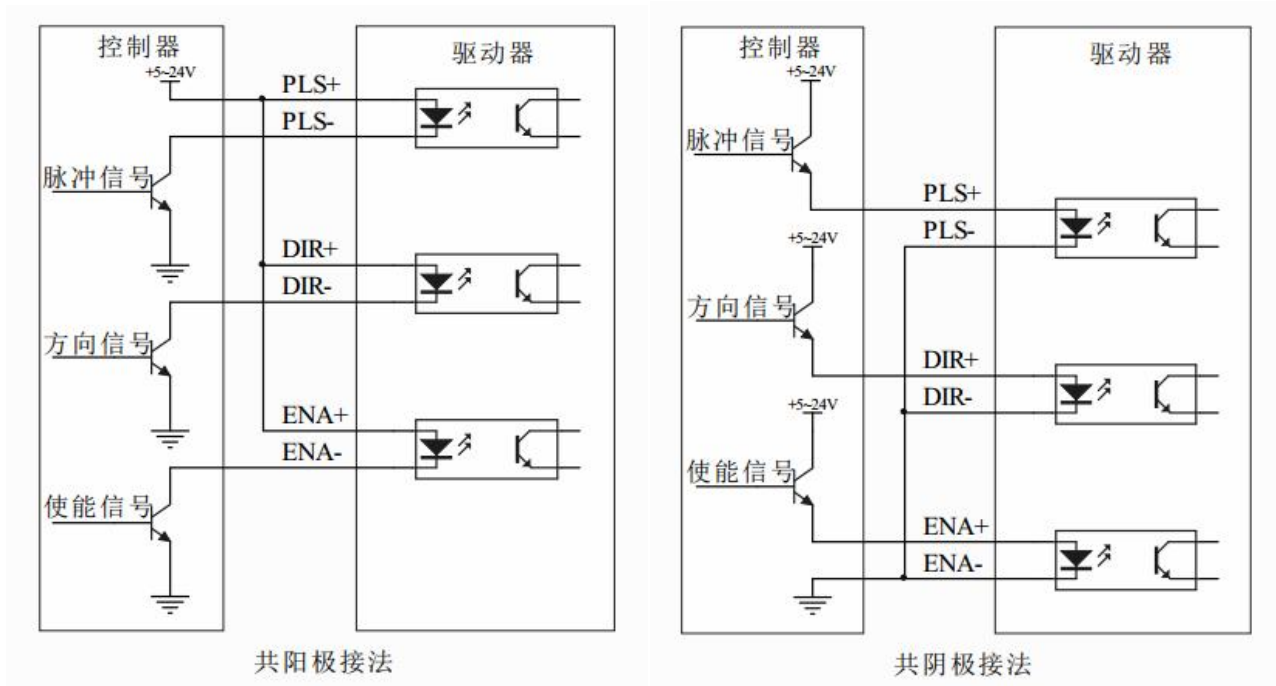 控制器
+5~24V
驱动器
PLS+
PLS-
脉冲信号
DIR+
DIR-
方向信号
ENA+
ENA-
使能信号
共阳极接法
控制器
+5~24V
驱动器
脉冲信号
PLS+
PLS-
+5~24V
方向信号
DIR+
DIR-
+5~24V
使能信号
ENA+
ENA-
共阴极接法